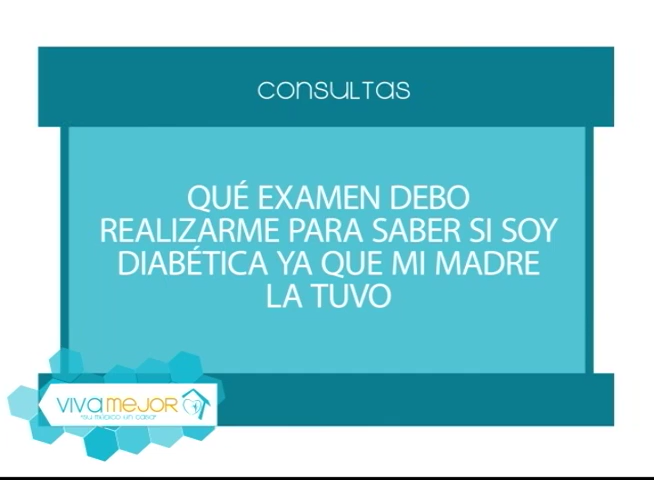 CONSULTAS
QUÉ EXAMEN DEBO
REALIZARME PARA SABER SI SOY
DIABÉTICA YA QUE MI MADRE
LA TUVO
VIVA MEJOR